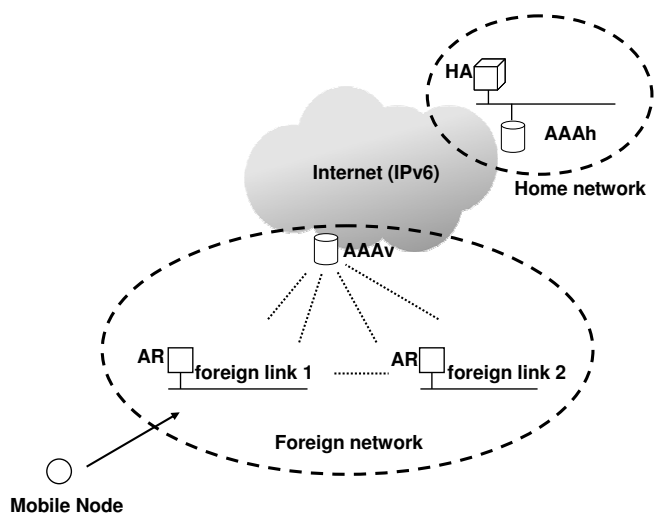 HA
AAAh
Internet (IPv6)
Home network
AAAv
AR
foreign link 1
AR
foreign link 2
Foreign network
Mobile Node